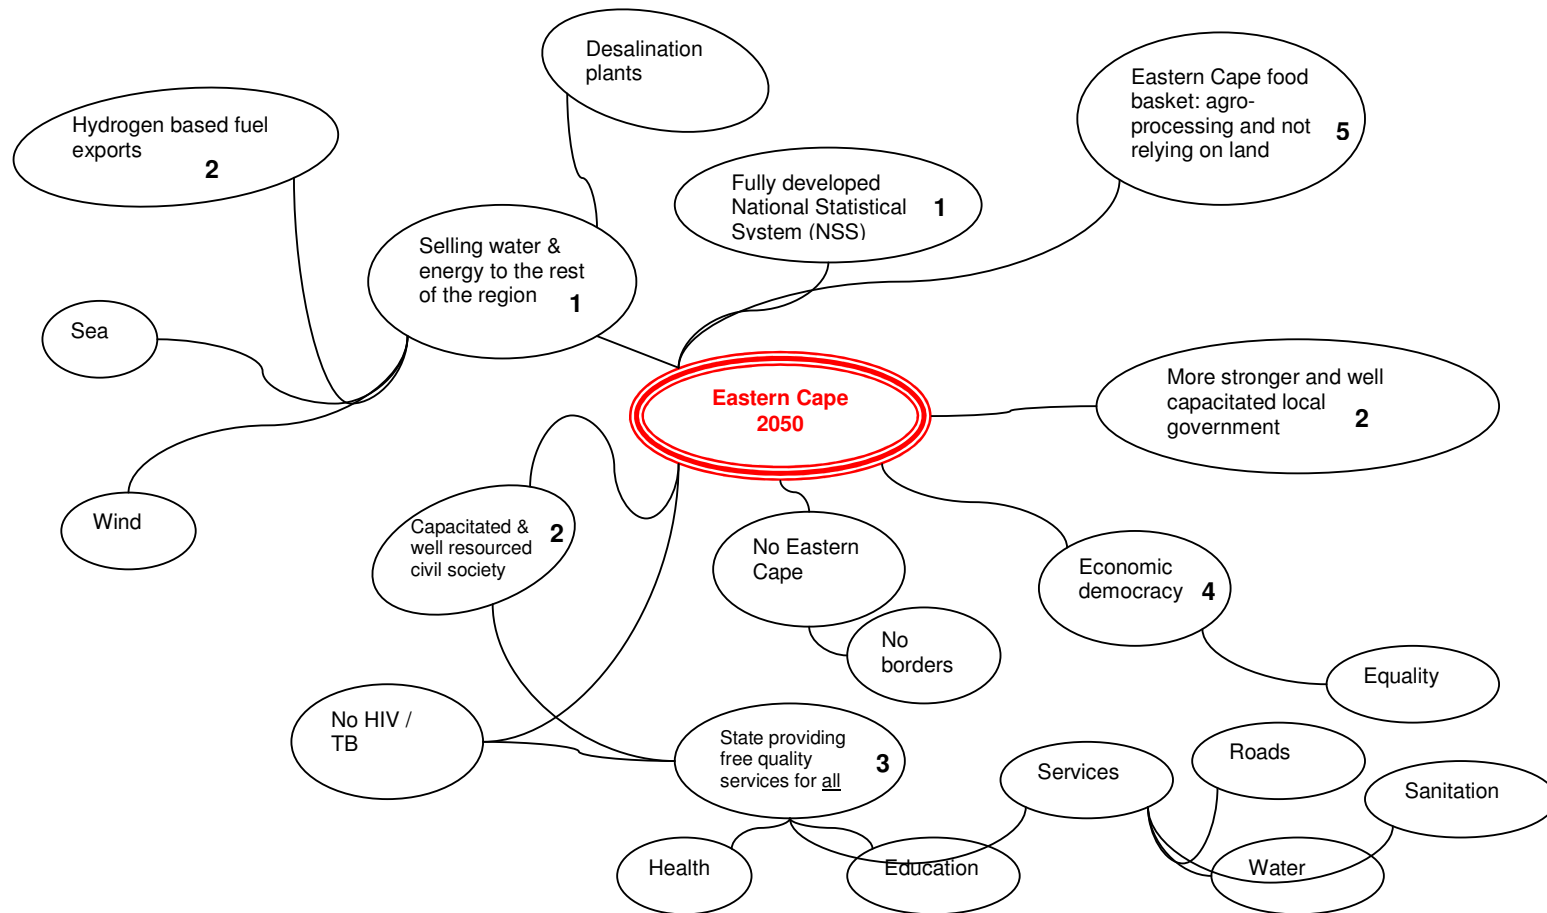 Desalination
plants
Eastern Cape food
basket: agro-
processing and not
relying on land
5
Hydrogen based fuel
exports
2
Fully developed
National Statistical
System (NSS)
1
Selling water &
energy to the rest
of the region
1
Sea
Eastern Cape
2050
More stronger and well
capacitated local
government
2
Wind
Capacitated &
well resourced
civil society
2
No Eastern
Cape
Economic
democracy
4
No
borders
Equality
No HIV /
TB
State providing
free quality
services for all
3
Services
Roads
Sanitation
Health
Education
Water